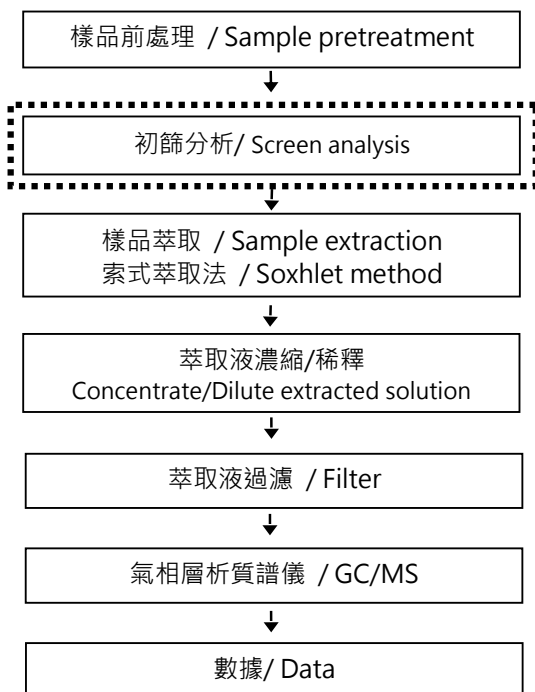 樣品前處理 / Sample pretreatment
初篩分析/ Screen analysis
樣品萃取 / Sample extraction
索式萃取法 / Soxhlet method
萃取液濃縮/稀釋
Concentrate/Dilute extracted solution
萃取液過濾 / Filter
氣相層析質譜儀 / GC/MS
數據/ Data